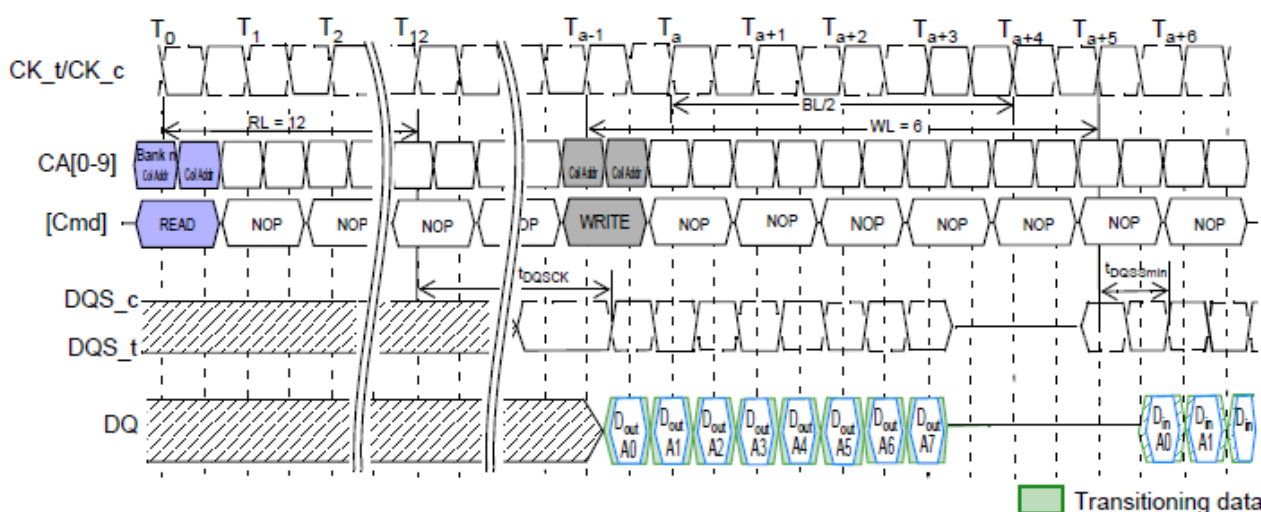 T0 T1 T2 T12 Ta-1 Ta Ta+1 Ta+2 Ta+3 Ta+4 Ta+5 Ta+6
CK_t/CK_c
BL/2
RL = 12 WL = 6
CA[0-9] Bank n Col Addr Col Addr Col Addr Col Addr
[Cmd] READ NOP NOP NOP OP WRITE NOP NOP NOP NOP NOP NOP NOP
tDQSCK tDQSSmin
DQS_c
DQS_t
DQ Dout A0 Dout A1 Dout A2 Dout A3 Dout A4 Dout A5 Dout A6 Dout A7 Din A0 Din A1 Din
Transitioning data